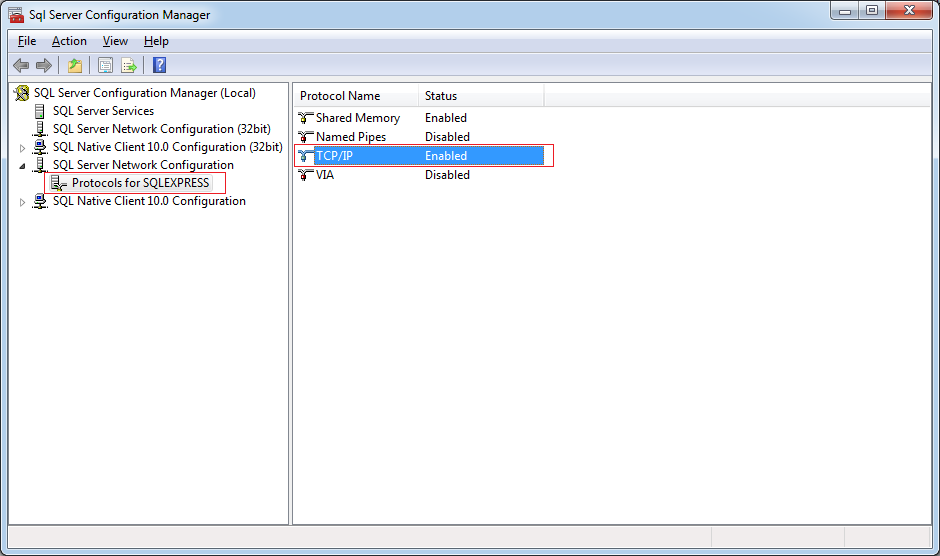 Sql Server Configuration Manager
File Action View Help
SQL Server Configuration Manager (Local)
SQL Server Services
SQL Server Network Configuration (32bit)
SQL Native Client 10.0 Configuration (32bit)
SQL Server Network Configuration
Protocols for SQLEXPRESS
SQL Native Client 10.0 Configuration
Protocol Name Status
Shared Memory Enabled
Named Pipes Disabled
TCP/IP Enabled
VIA Disabled